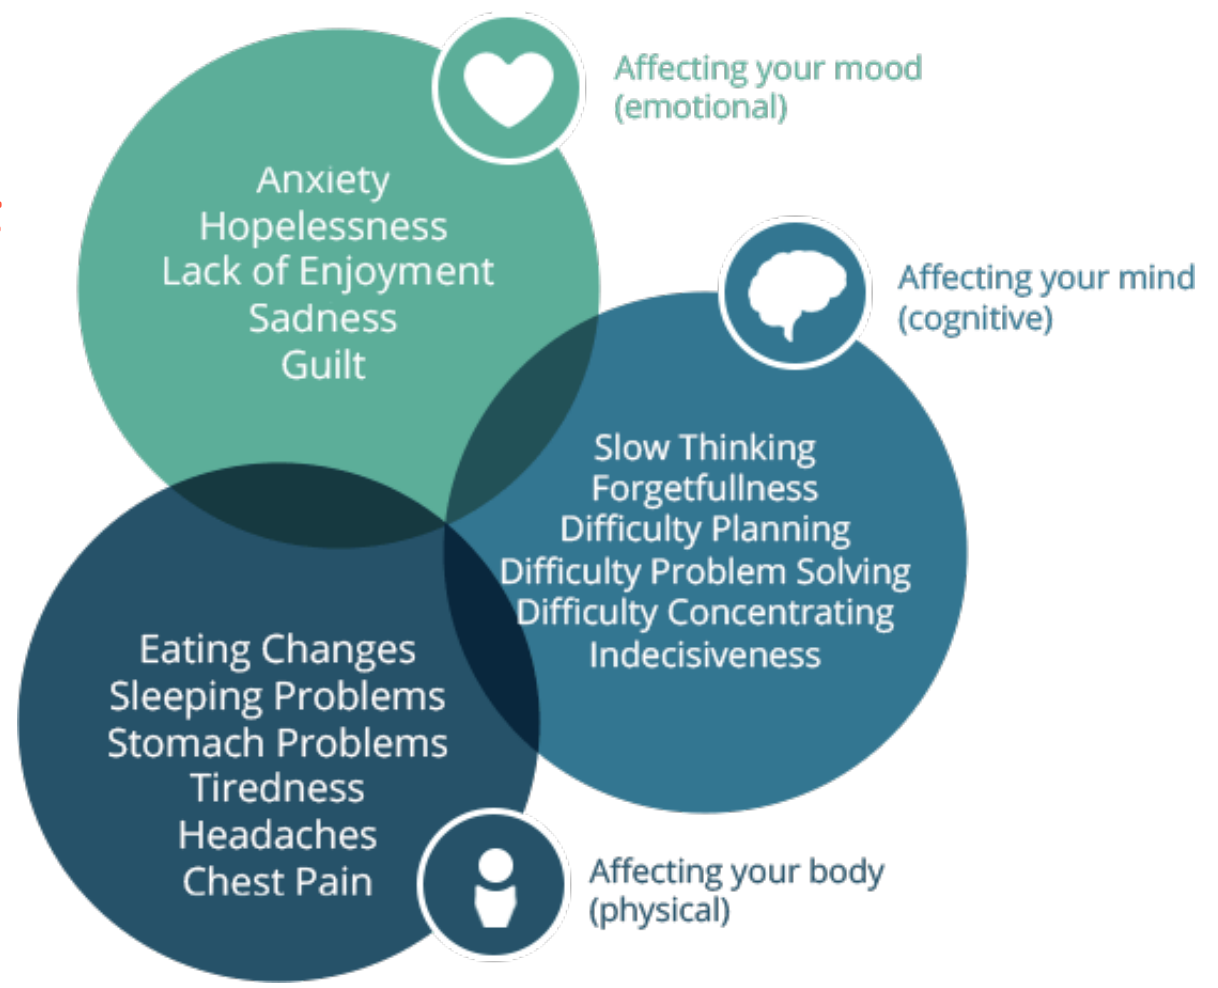 Affecting your mood
(emotional)
Anxiety
Hopelessness
Lack of Enjoyment
Sadness
Guilt
Affecting your mind
(cognitive)
Slow Thinking
Forgetfullness
Difficulty Planning
Difficulty Problem Solving
Difficulty Concentrating
Indecisiveness
Eating Changes
Sleeping Problems
Stomach Problems
Tiredness
Headaches
Chest Pain
Affecting your body
(physical)